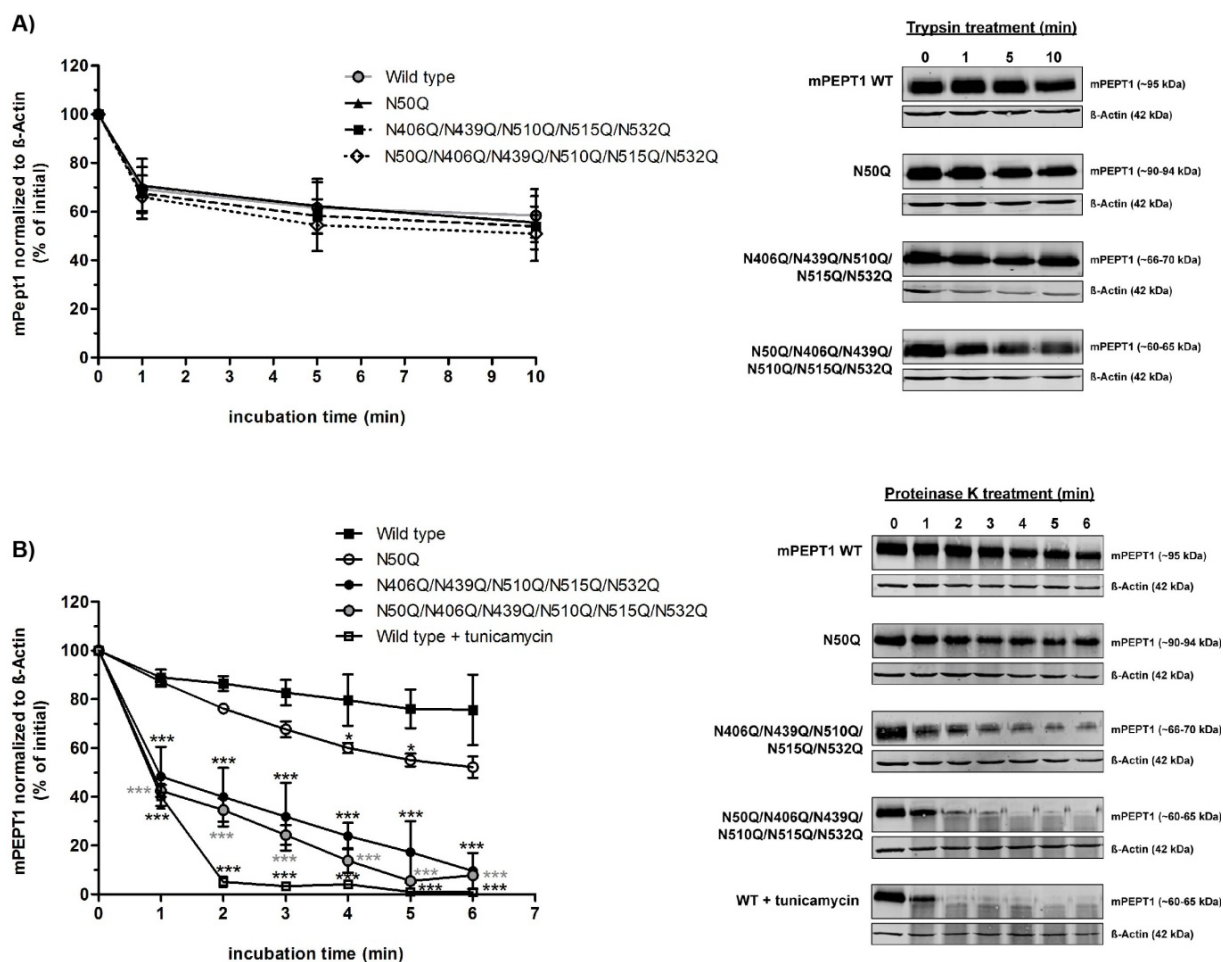 A)
120
100
80
60
40
20
0
mPept1 normalized to ß-Actin
(% of initial)
0 1 2 3 4 5 6 7 8 9 10
incubation time (min)
Wild type
N50Q
N406Q/N439Q/N510Q/N515Q/N532Q
N50Q/N406Q/N439Q/N510Q/N515Q/N532Q
Trypsin treatment (min)
0 1 5 10
mPEPT1 WT
mPEPT1 (~95 kDa)
ß-Actin (42 kDa)
N50Q
mPEPT1 (~90-94 kDa)
ß-Actin (42 kDa)
N406Q/N439Q/N510Q/
N515Q/N532Q
mPEPT1 (~66-70 kDa)
ß-Actin (42 kDa)
N50Q/N406Q/N439Q/
N510Q/N515Q/N532Q
mPEPT1 (~60-65 kDa)
ß-Actin (42 kDa)
B)
Wild type
N50Q
N406Q/N439Q/N510Q/N515Q/N532Q
N50Q/N406Q/N439Q/N510Q/N515Q/N532Q
Wild type + tunicamycin
120
100
80
60
40
20
0
mPEPT1 normalized to ß-Actin
(% of initial)
* *
*** *** *** *** *** ***
*** *** *** *** *** ***
*** *** *** *** *** ***
0 1 2 3 4 5 6 7
incubation time (min)
Proteinase K treatment (min)
0 1 2 3 4 5 6
mPEPT1 WT
mPEPT1 (~95 kDa)
ß-Actin (42 kDa)
N50Q
mPEPT1 (~90-94 kDa)
ß-Actin (42 kDa)
N406Q/N439Q/N510Q/
N515Q/N532Q
mPEPT1 (~66-70 kDa)
ß-Actin (42 kDa)
N50Q/N406Q/N439Q/
N510Q/N515Q/N532Q
mPEPT1 (~60-65 kDa)
ß-Actin (42 kDa)
WT + tunicamycin
mPEPT1 (~60-65 kDa)
ß-Actin (42 kDa)